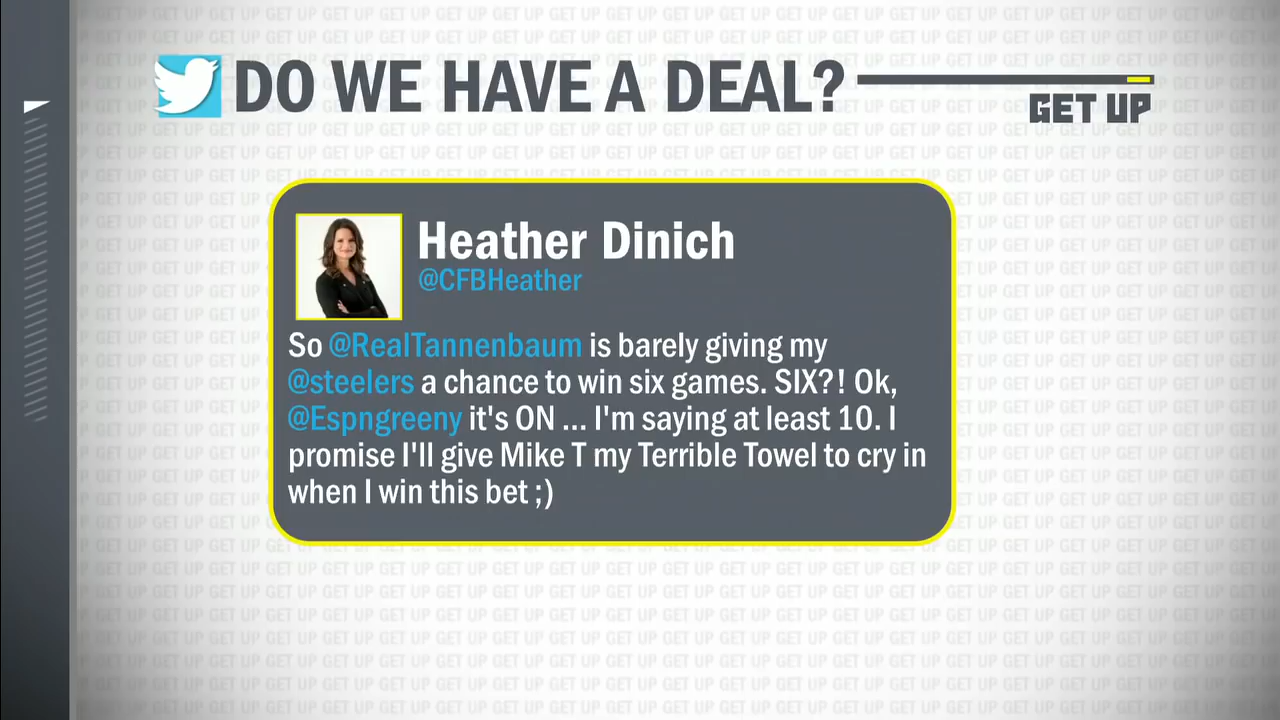 DO WE HAVE A DEAL?
GET UP
Heather Dinich
@CFBHeather
So @RealTannenbaum is barely giving my
@steelers a chance to win six games. SIX?! Ok,
@Espngreeny it's ON ... I'm saying at least 10. I
promise I'll give Mike T my Terrible Towel to cry in
when I win this bet ;)